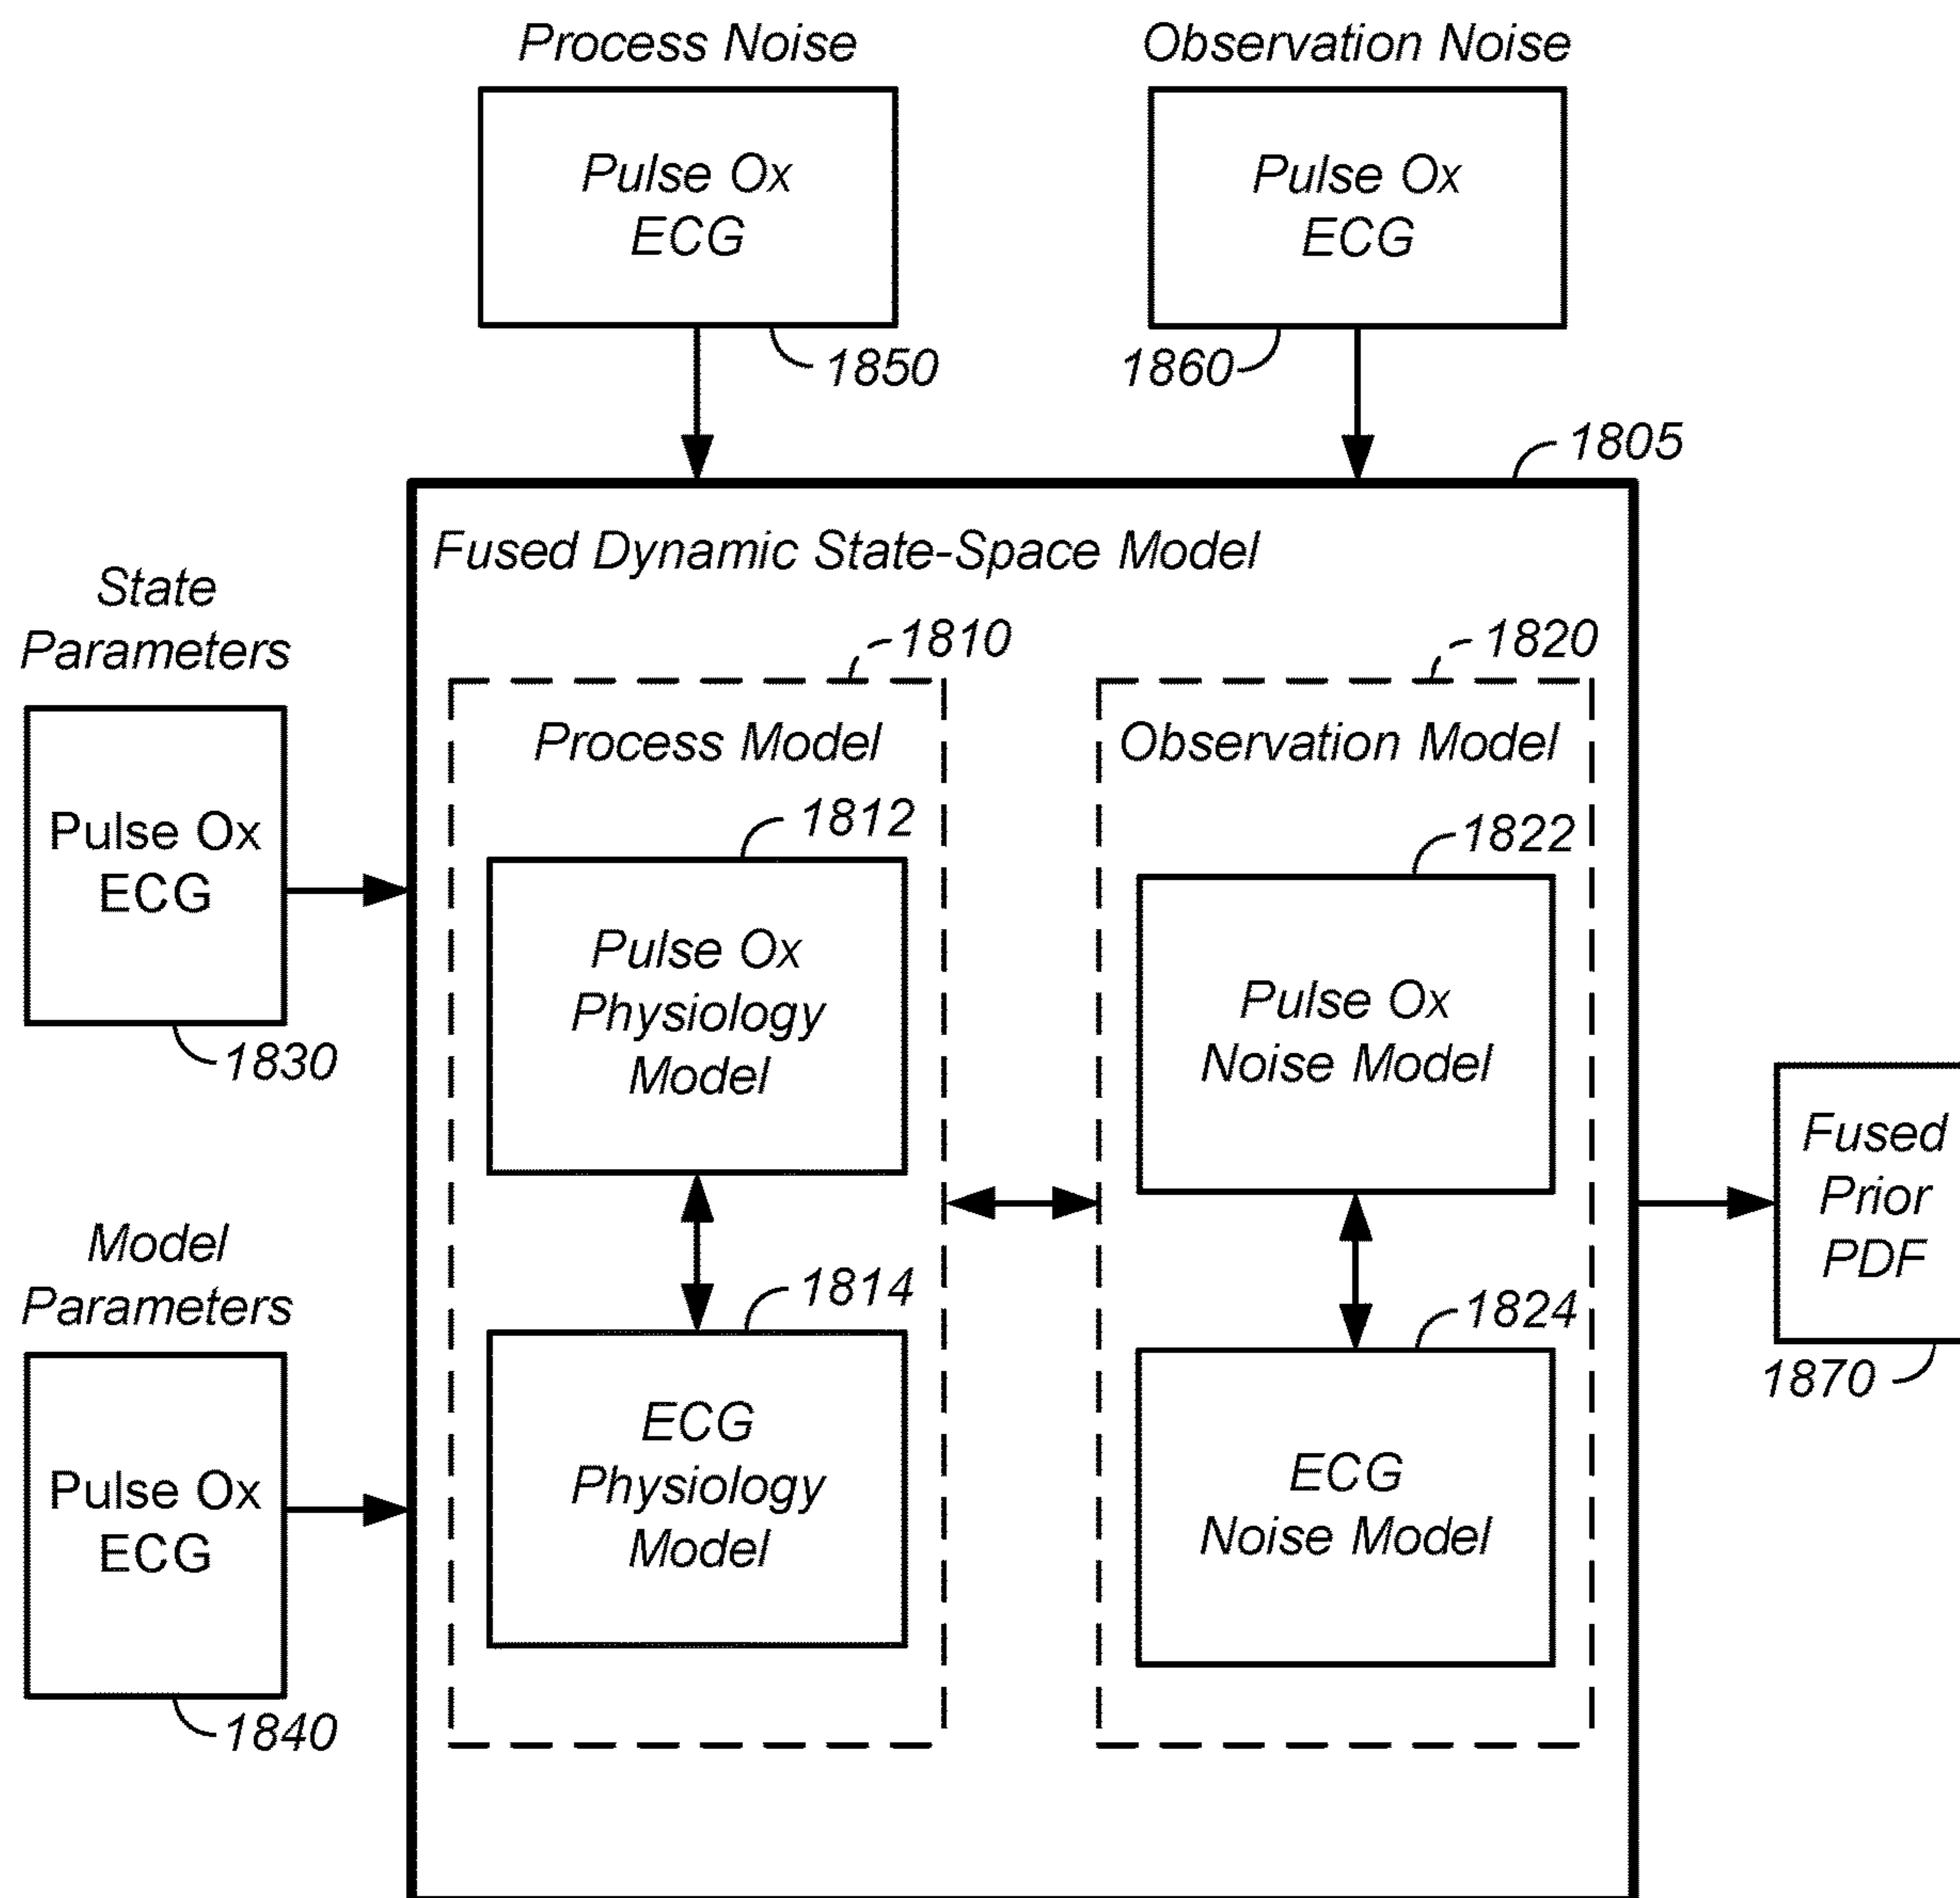 Process Noise
Pulse Ox
ECG
1850
Observation Noise
Pulse Ox
ECG
1860
1805
Fused Dynamic State-Space Model
State
Parameters
Pulse Ox
ECG
1830
Model
Parameters
Pulse Ox
ECG
1840
1810
Process Model
1812
Pulse Ox
Physiology
Model
1814
ECG
Physiology
Model
1820
Observation Model
1822
Pulse Ox
Noise Model
1824
ECG
Noise Model
Fused
Prior
PDF
1870